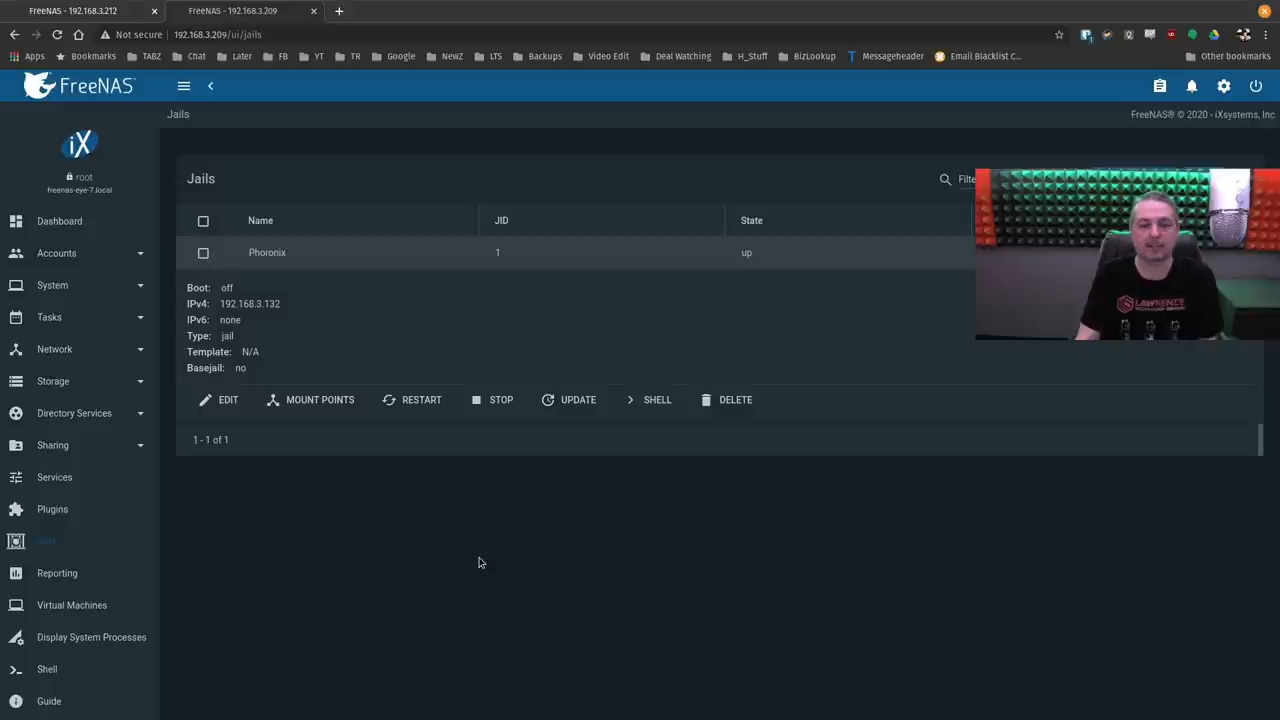 FreeNAS - 192.168.3.212
FreeNAS - 192.168.3.209
Not secure | 192.168.3.209/ui/jails
Apps
Bookmarks
TABZ
Chat
Later
FB
YT
TR
Google
NewZ
LTS
Backups
Video Edit
Deal Watching
H_Stuff
BizLookup
Messageheader
Email Blacklist C...
Other bookmarks
FreeNAS
Jails
FreeNAS® © 2020 - iXsystems, Inc.
iX
root
freenas-eye-7.local
Dashboard
Accounts
System
Tasks
Network
Storage
Directory Services
Sharing
Services
Plugins
Jails
Reporting
Virtual Machines
Display System Processes
Shell
Guide
Jails
Filte
Name JID State
Phoronix 1 up
Boot: off
IPv4: 192.168.3.132
IPv6: none
Type: jail
Template: N/A
Basejail: no
EDIT MOUNT POINTS RESTART STOP UPDATE SHELL DELETE
1 - 1 of 1
LAWRENCE